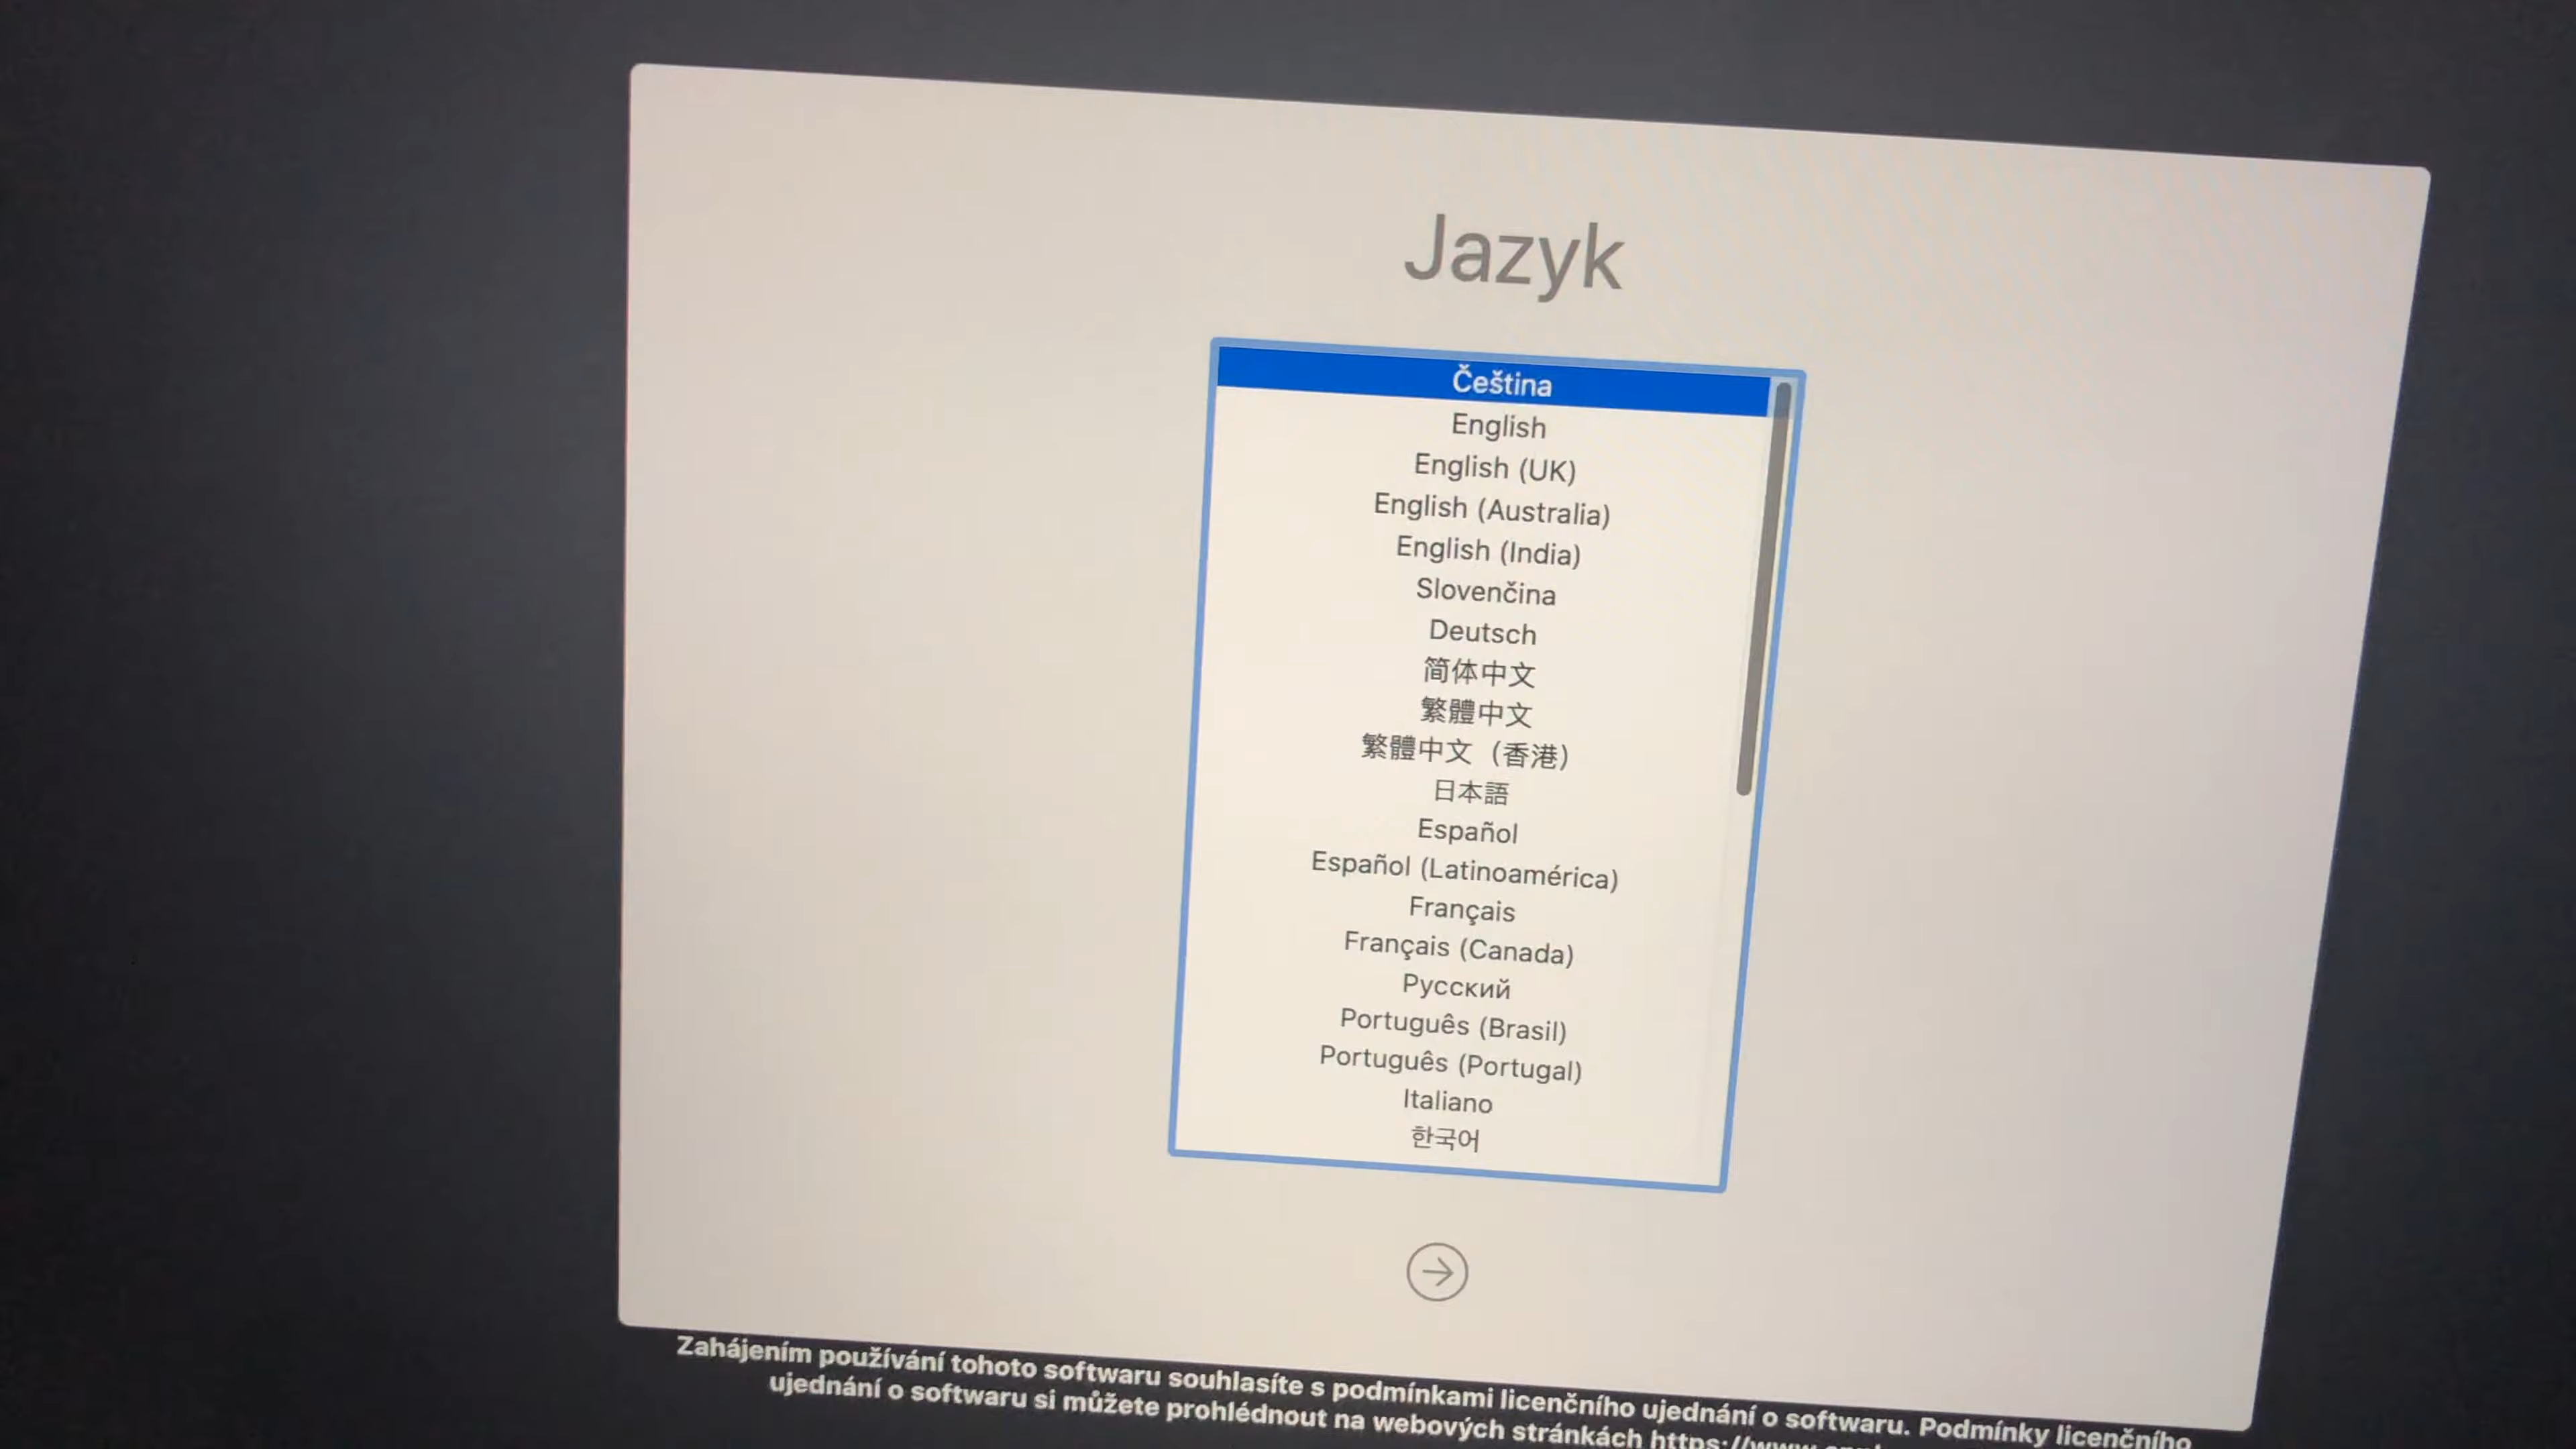 Jazyk
Čeština
English
English (UK)
English (Australia)
English (India)
Slovenčina
Deutsch
简体中文
繁體中文
繁體中文（香港）
日本語
Español
Español (Latinoamérica)
Français
Français (Canada)
Русский
Português (Brasil)
Português (Portugal)
Italiano
한국어
Zahájením používání tohoto softwaru souhlasíte s podmínkami licenčního ujednání o softwaru. Podmínky licenčního
ujednání o softwaru si můžete prohlédnout na webových stránkách